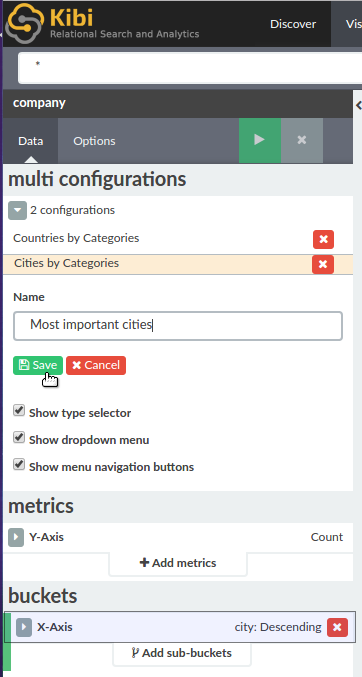 Kibi
Relational Search and Analytics
Discover
Vis
*
company
Data
Options
multi configurations
2 configurations
Countries by Categories
Cities by Categories
Name
Most important cities
Save
Cancel
Show type selector
Show dropdown menu
Show menu navigation buttons
metrics
Y-Axis
Count
Add metrics
buckets
X-Axis
city: Descending
Add sub-buckets